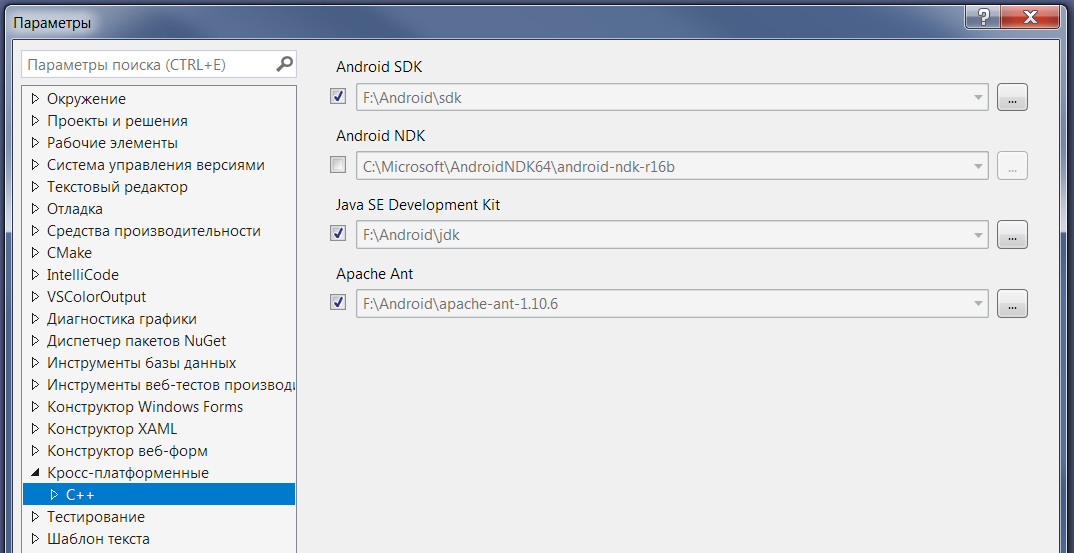 Параметры
Параметры поиска (CTRL+E)
Окружение
Проекты и решения
Рабочие элементы
Система управления версиями
Текстовый редактор
Отладка
Средства производительности
CMake
IntelliCode
VSColorOutput
Диагностика графики
Диспетчер пакетов NuGet
Инструменты базы данных
Инструменты веб-тестов производи
Конструктор Windows Forms
Конструктор XAML
Конструктор веб-форм
Кросс-платформенные
C++
Тестирование
Шаблон текста
Android SDK
F:\Android\sdk
...
Android NDK
C:\Microsoft\AndroidNDK64\android-ndk-r16b
...
Java SE Development Kit
F:\Android\jdk
...
Apache Ant
F:\Android\apache-ant-1.10.6
...